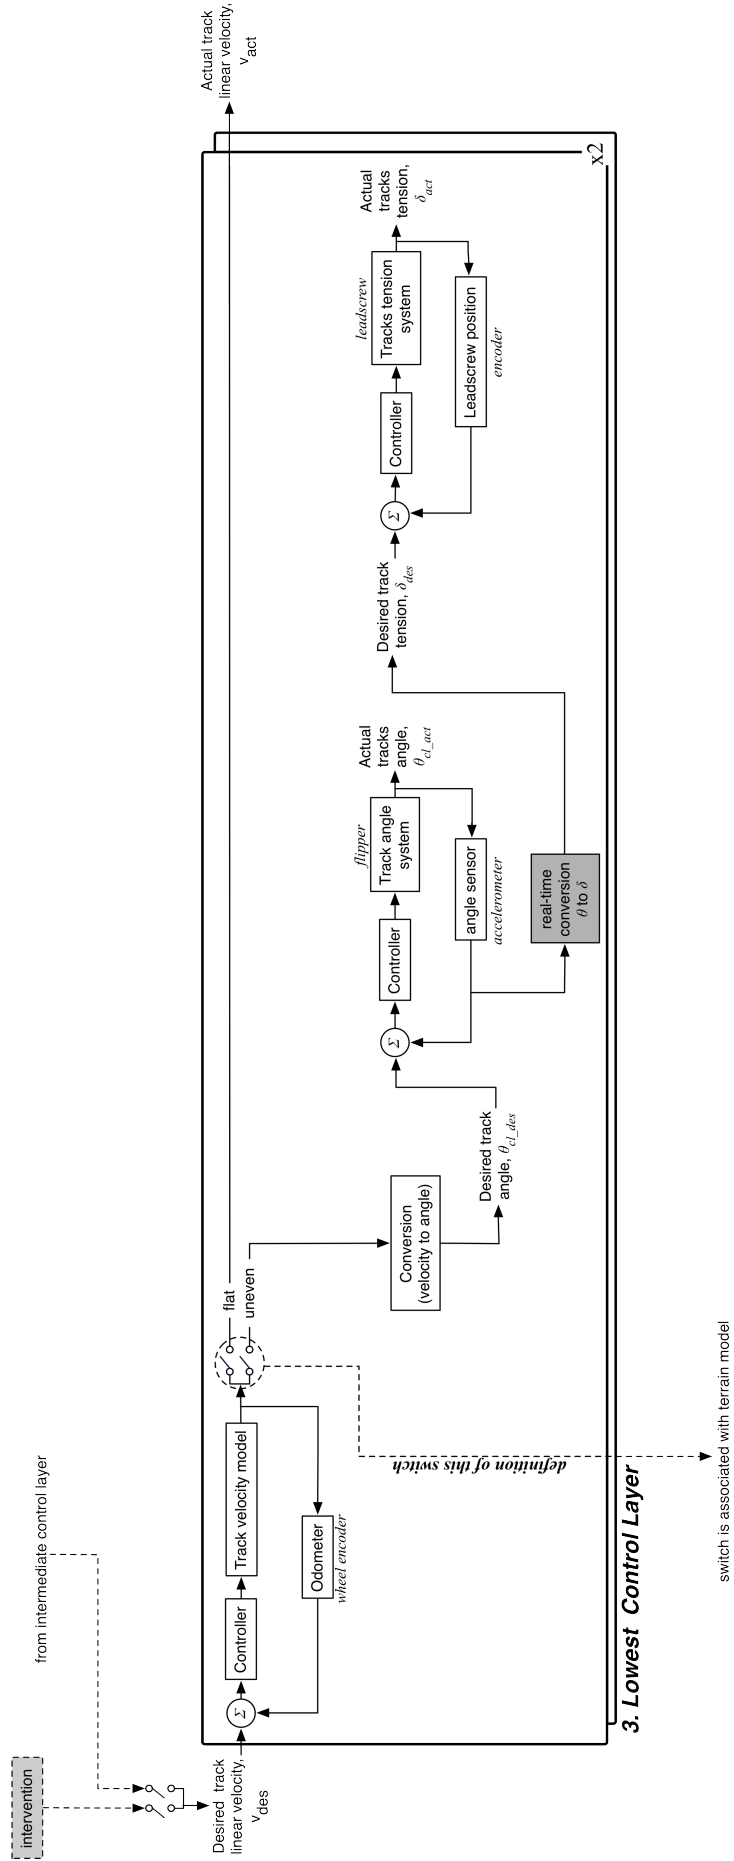 intervention
from intermediate control layer
Desired track
linear velocity,
v_des
Σ
Controller
Track velocity model
Odometer
wheel encoder
flat
uneven
definition of this switch
switch is associated with terrain model
Conversion
(velocity to angle)
Desired track
angle, θ_cl_des
Σ
Controller
flipper
Track angle
system
Actual
tracks
angle,
θ_cl_act
angle sensor
accelerometer
real-time
conversion
θ to δ
Desired track
tension, δ_des
Σ
Controller
leadscrew
Tracks tension
system
Actual
tracks
tension,
δ_act
Leadscrew position
encoder
Actual track
linear velocity,
v_act
x2
3. Lowest Control Layer